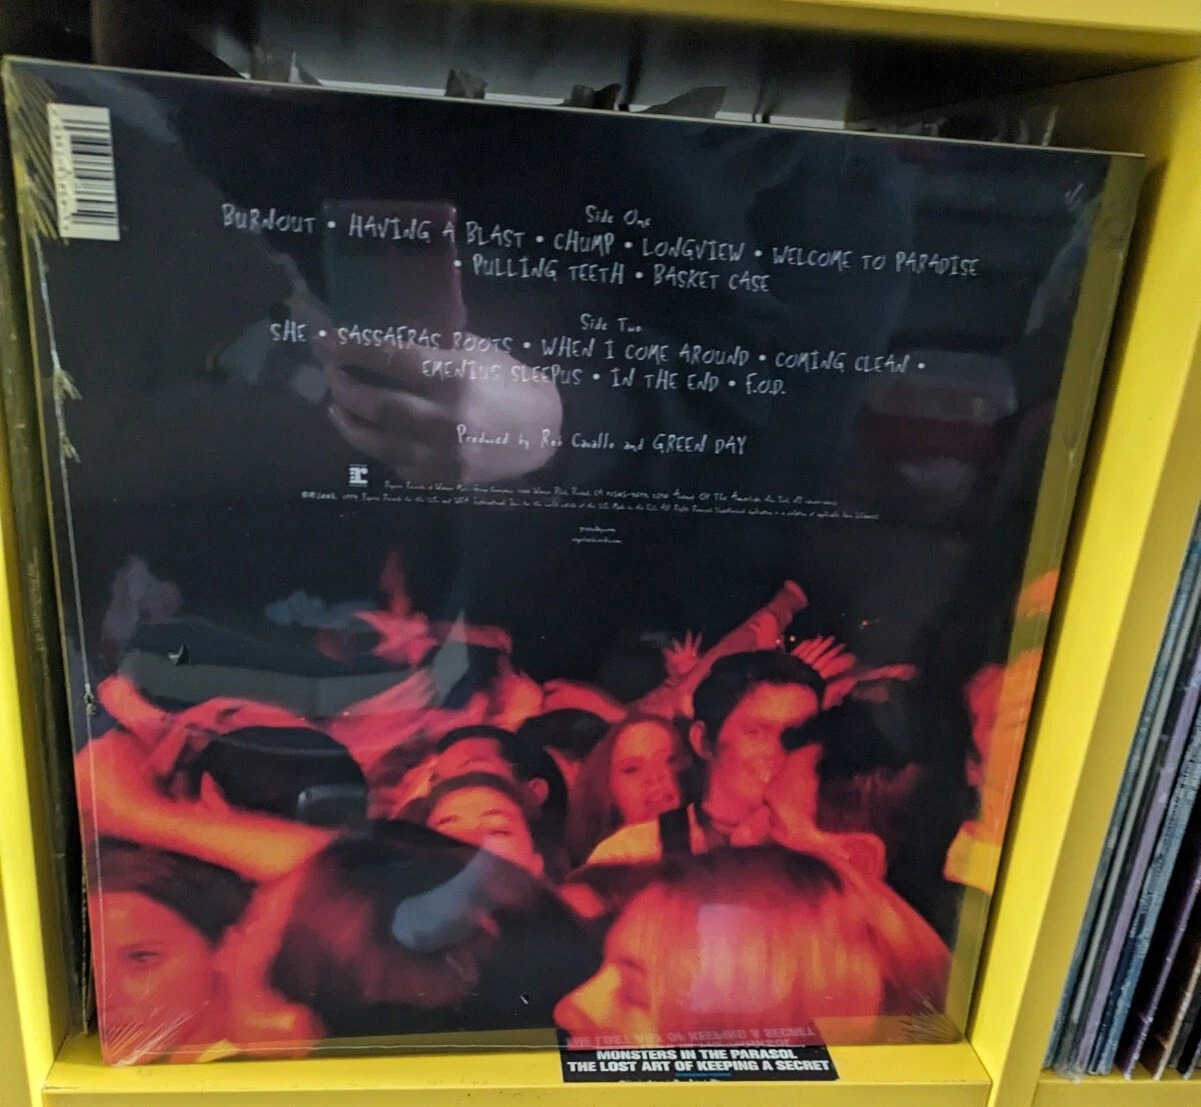 Side One
BURNOUT • HAVING A BLAST • CHUMP • LONGVIEW • WELCOME TO PARADISE
• PULLING TEETH • BASKET CASE
Side Two
SHE • SASSAFRAS ROOTS • WHEN I COME AROUND • COMING CLEAN •
EMENIUS SLEEPUS • IN THE END • F.O.D.
Produced by Rob Cavallo and GREEN DAY
r
MONSTERS IN THE PARASOL
THE LOST ART OF KEEPING A SECRET